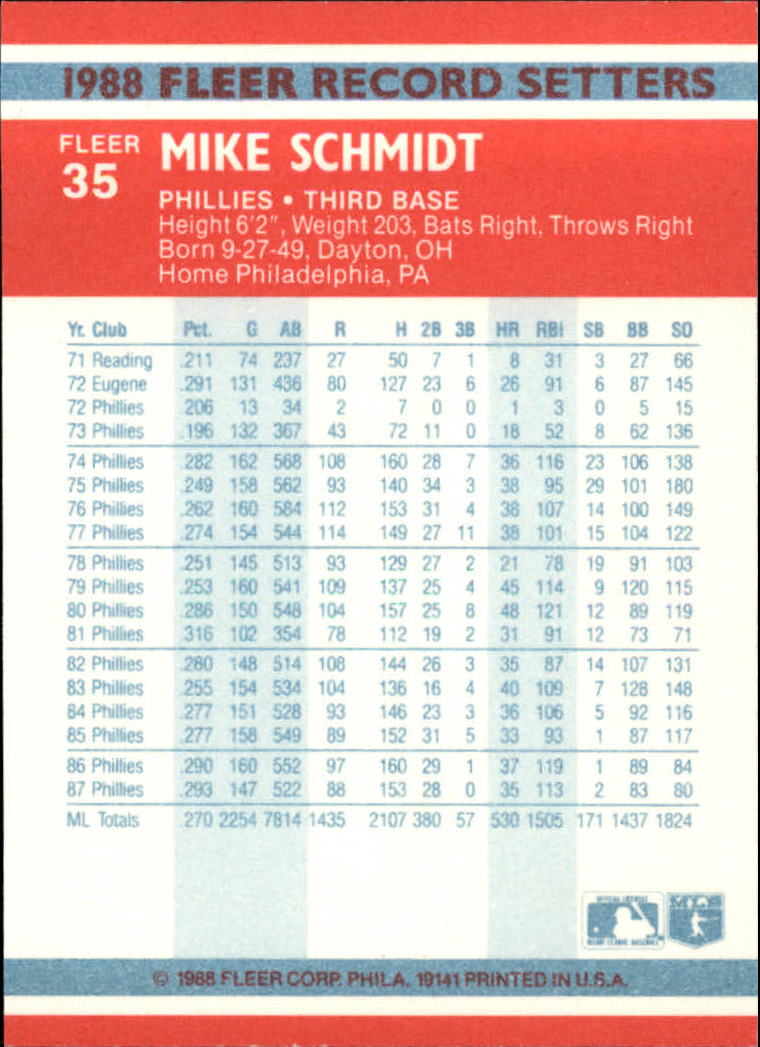 1988 FLEER RECORD SETTERS
FLEER
35
MIKE SCHMIDT
PHILLIES • THIRD BASE
Height 6'2", Weight 203, Bats Right, Throws Right
Born 9-27-49, Dayton, OH
Home Philadelphia, PA
Yr. Club Pct. G AB R H 2B 3B HR RBI SB BB SO
71 Reading .211 74 237 27 50 7 1 8 31 3 27 66
72 Eugene .291 131 436 80 127 23 6 26 91 6 87 145
72 Phillies .206 13 34 2 7 0 0 1 3 0 5 15
73 Phillies .196 132 367 43 72 11 0 18 52 8 62 136
74 Phillies .282 162 568 108 160 28 7 36 116 23 106 138
75 Phillies .249 158 562 93 140 34 3 38 95 29 101 180
76 Phillies .262 160 584 112 153 31 4 38 107 14 100 149
77 Phillies .274 154 544 114 149 27 11 38 101 15 104 122
78 Phillies .251 145 513 93 129 27 2 21 78 19 91 103
79 Phillies .253 160 541 109 137 25 4 45 114 9 120 115
80 Phillies .286 150 548 104 157 25 8 48 121 12 89 119
81 Phillies .316 102 354 78 112 19 2 31 91 12 73 71
82 Phillies .280 148 514 108 144 26 3 35 87 14 107 131
83 Phillies .255 154 534 104 136 16 4 40 109 7 128 148
84 Phillies .277 151 528 93 146 23 3 36 106 5 92 116
85 Phillies .277 158 549 89 152 31 5 33 93 1 87 117
86 Phillies .290 160 552 97 160 29 1 37 119 1 89 84
87 Phillies .293 147 522 88 153 28 0 35 113 2 83 80
ML Totals .270 2254 7814 1435 2107 380 57 530 1505 171 1437 1824
© 1988 FLEER CORP. PHILA. 19141 PRINTED IN U.S.A.